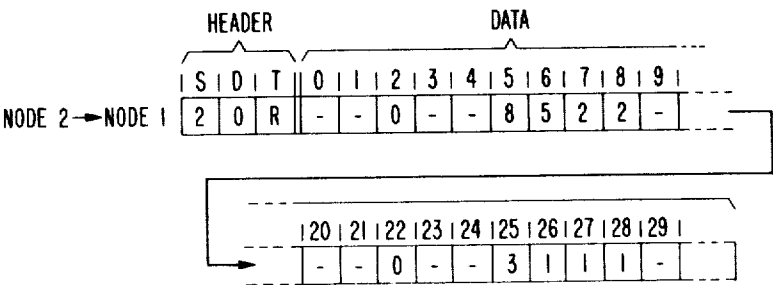 HEADER DATA
S D T 0 1 2 3 4 5 6 7 8 9
NODE 2→NODE 1 2 0 R - - 0 - - 8 5 2 2 -
20 21 22 23 24 25 26 27 28 29
- - 0 - - 3 1 1 1 -